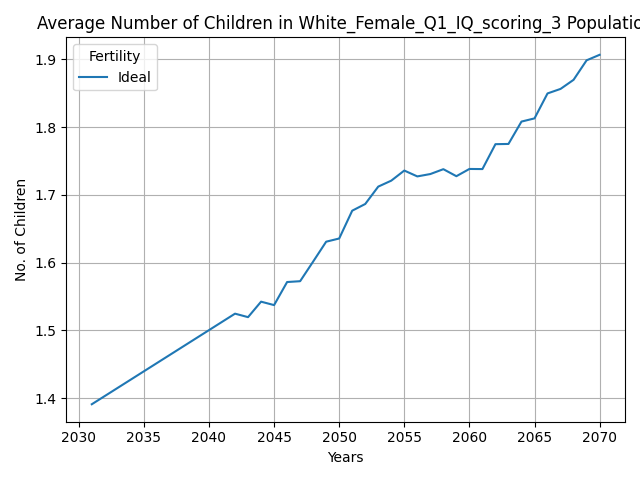 Average Number of Children in White_Female_Q1_IQ_scoring_3 Populatio
Fertility
Ideal
No. of Children
1.9
1.8
1.7
1.6
1.5
1.4
2030 2035 2040 2045 2050 2055 2060 2065 2070
Years